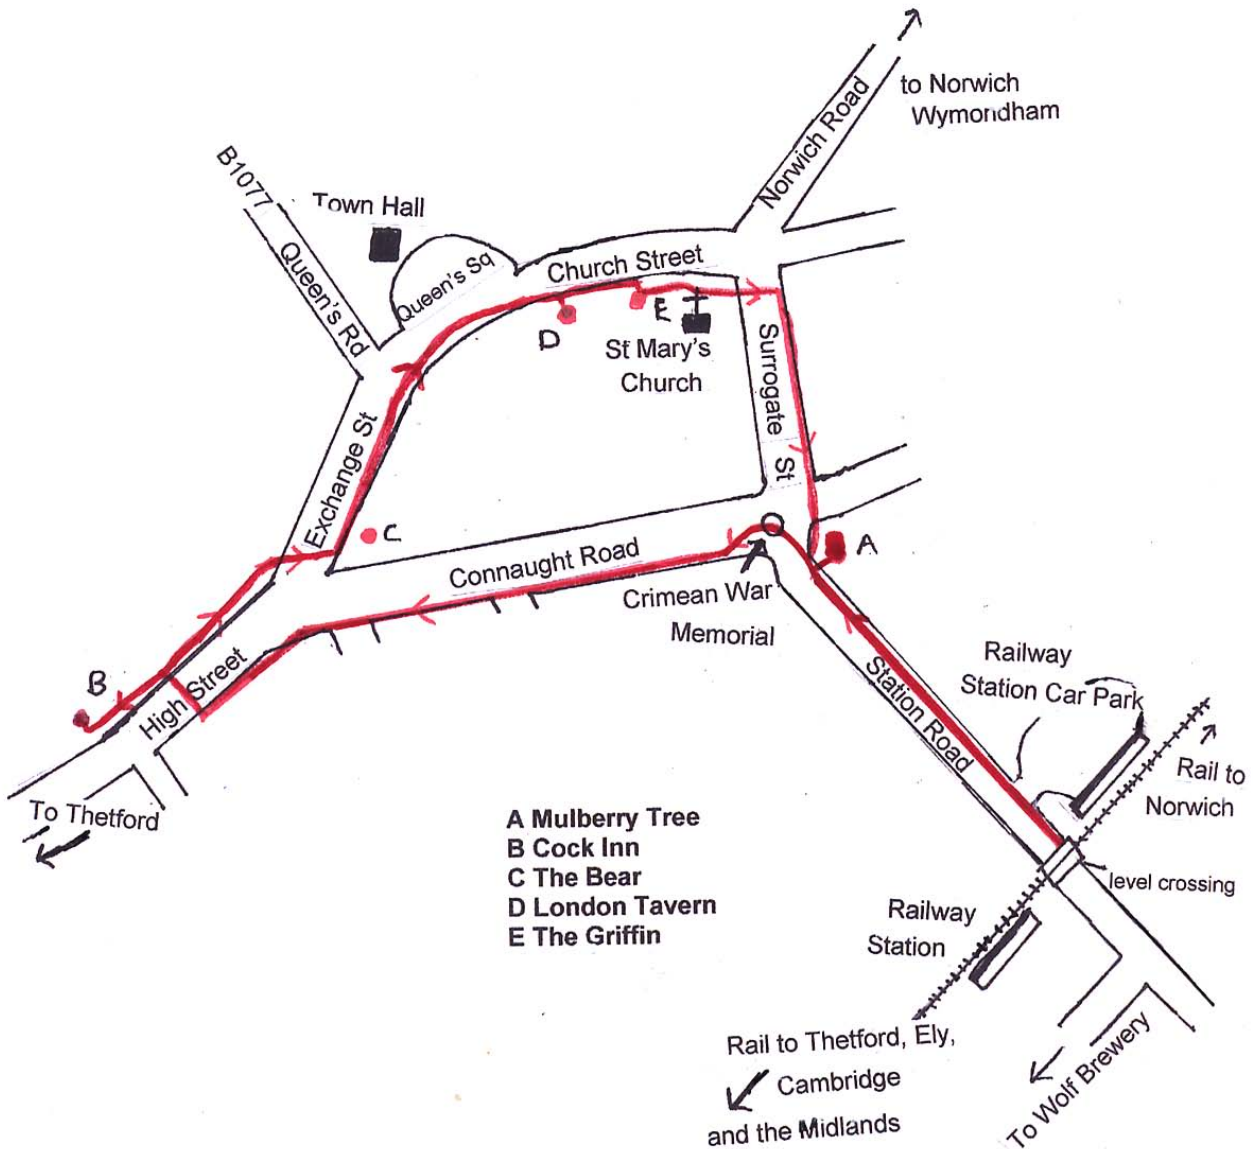 to Norwich
Wymondham
Norwich Road
B1077
Town Hall
Queen's Rd
Queen's Sq
Church Street
D
E
St Mary's
Church
Surrogate
St
Exchange St
C
A
Connaught Road
Crimean War
Memorial
B
High Street
To Thetford
Station Road
Railway
Station Car Park
Rail to
Norwich
level crossing
A Mulberry Tree
B Cock Inn
C The Bear
D London Tavern
E The Griffin
Railway
Station
Rail to Thetford, Ely,
Cambridge
and the Midlands
To Wolf Brewery